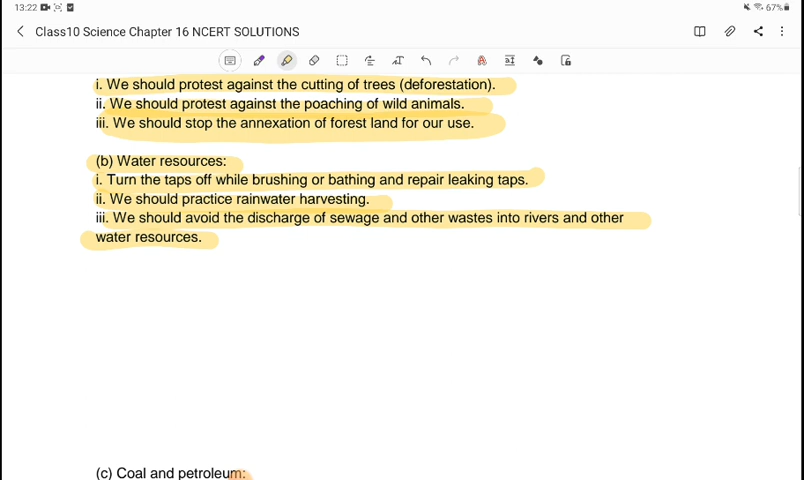 13:22 67%
Class10 Science Chapter 16 NCERT SOLUTIONS
i. We should protest against the cutting of trees (deforestation).
ii. We should protest against the poaching of wild animals.
iii. We should stop the annexation of forest land for our use.
(b) Water resources:
i. Turn the taps off while brushing or bathing and repair leaking taps.
ii. We should practice rainwater harvesting.
iii. We should avoid the discharge of sewage and other wastes into rivers and other
water resources.
(c) Coal and petroleum: